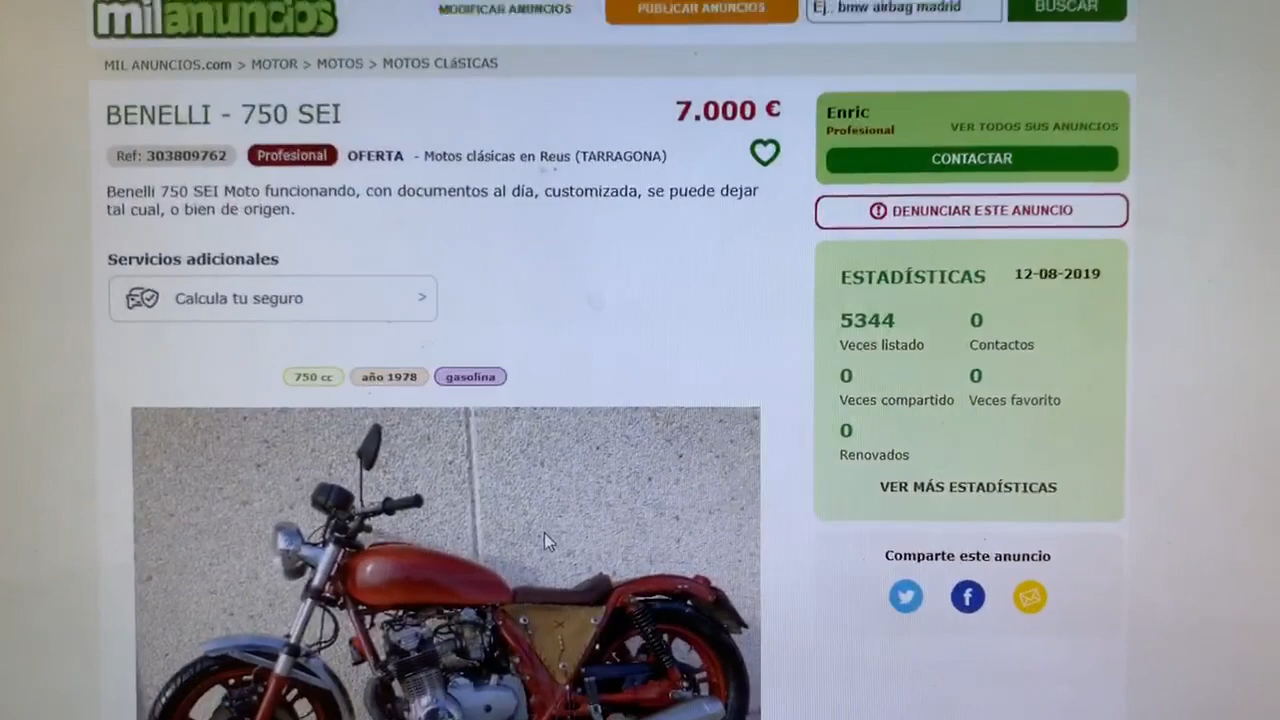 milanuncios
MODIFICAR ANUNCIOS
PUBLICAR ANUNCIOS
Ej.. bmw airbag madrid
BUSCAR
MIL ANUNCIOS.com > MOTOR > MOTOS > MOTOS CLáSICAS
BENELLI - 750 SEI
7.000 €
Ref: 303809762
Profesional
OFERTA - Motos clásicas en Reus (TARRAGONA)
Benelli 750 SEI Moto funcionando, con documentos al día, customizada, se puede dejar
tal cual, o bien de origen.
Servicios adicionales
Calcula tu seguro >
750 cc
año 1978
gasolina
Enric
Profesional
VER TODOS SUS ANUNCIOS
CONTACTAR
DENUNCIAR ESTE ANUNCIO
ESTADÍSTICAS
12-08-2019
5344
0
Veces listado
Contactos
0
0
Veces compartido
Veces favorito
0
Renovados
VER MÁS ESTADÍSTICAS
Comparte este anuncio